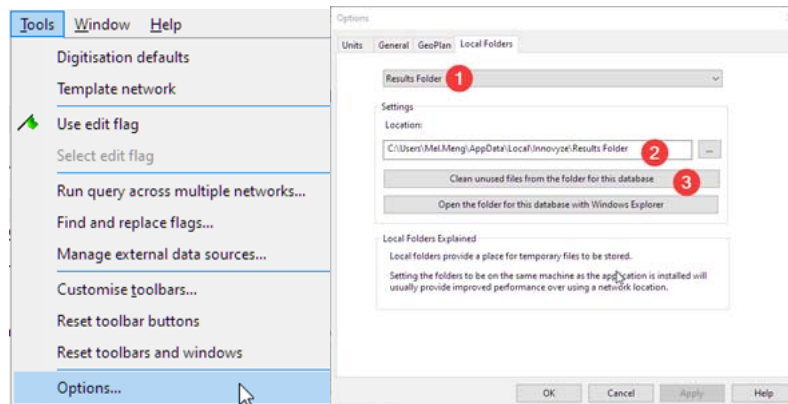 Tools Window Help
Digitisation defaults
Template network
Use edit flag
Select edit flag
Run query across multiple networks...
Find and replace flags...
Manage external data sources...
Customise toolbars...
Reset toolbar buttons
Reset toolbars and windows
Options...
Options
Units General GeoPlan Local Folders
Results Folder 1
Settings
Location:
C:\Users\Mel.Meng\AppData\Local\Innovyze\Results Folder 2 ...
Clean unused files from the folder for this database 3
Open the folder for this database with Windows Explorer
Local Folders Explained
Local folders provide a place for temporary files to be stored.
Setting the folders to be on the same machine as the application is installed will
usually provide improved performance over using a network location.
OK Cancel Apply Help